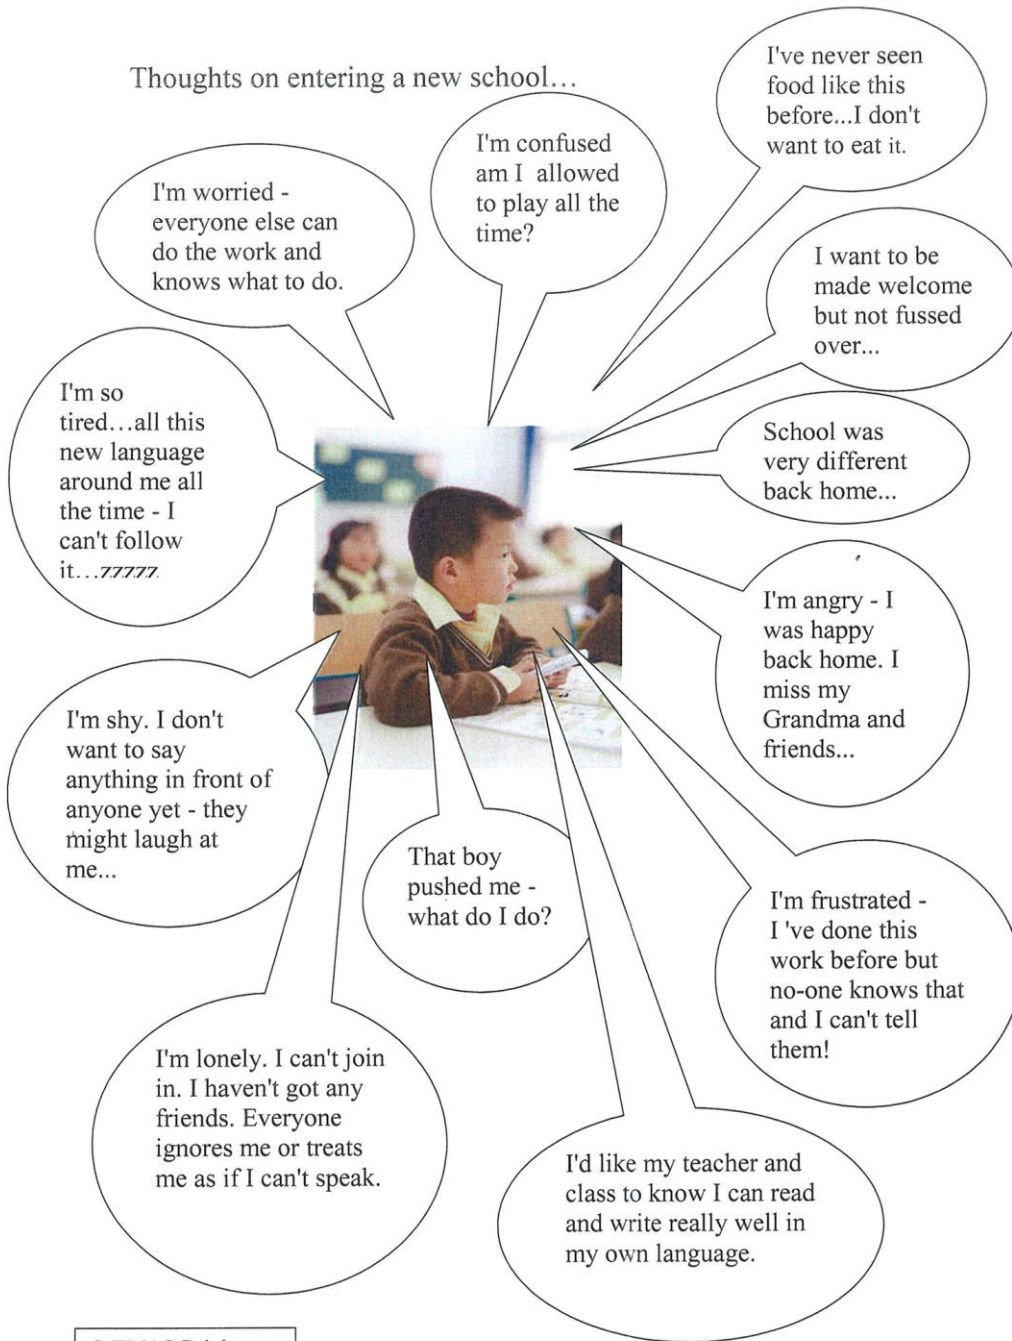 Thoughts on entering a new school...
I've never seen
food like this
before...I don't
want to eat it.
I'm confused
am I allowed
to play all the
time?
I'm worried -
everyone else can
do the work and
knows what to do.
I want to be
made welcome
but not fussed
over...
I'm so
tired...all this
new language
around me all
the time - I
can't follow
it...zzzzz
School was
very different
back home...
I'm angry - I
was happy
back home. I
miss my
Grandma and
friends...
I'm shy. I don't
want to say
anything in front of
anyone yet - they
might laugh at
me...
That boy
pushed me -
what do I do?
I'm frustrated -
I 've done this
work before but
no-one knows that
and I can't tell
them!
I'm lonely. I can't join
in. I haven't got any
friends. Everyone
ignores me or treats
me as if I can't speak.
I'd like my teacher and
class to know I can read
and write really well in
my own language.